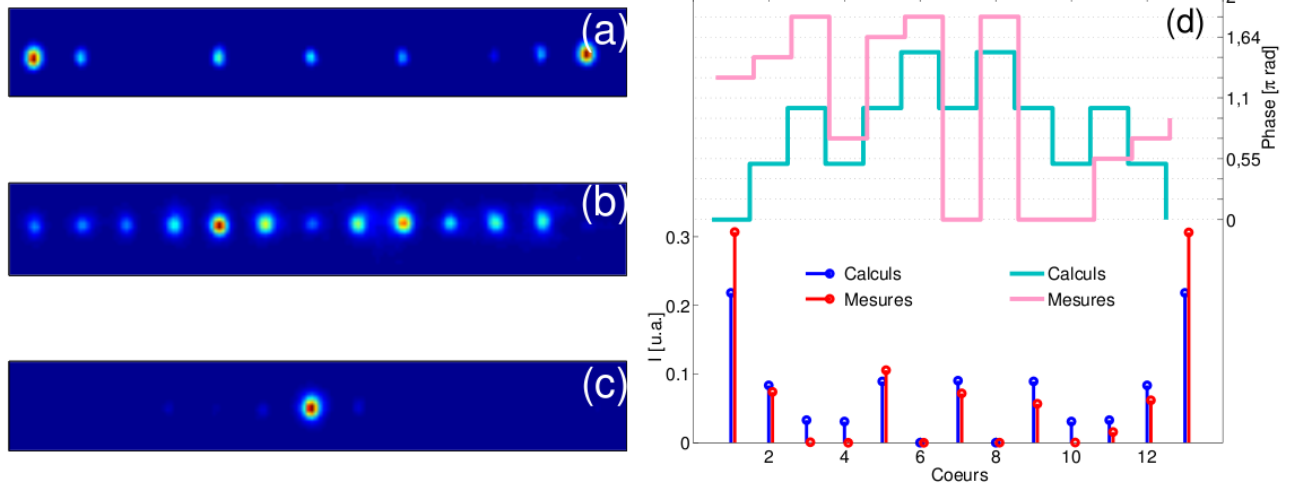 (a)
(b)
(c)
(d)
2
1,64
1,1
0,55
0
Phase [π rad]
0.3
0.2
0.1
0
I [u.a.]
Calculs
Mesures
Calculs
Mesures
2 4 6 8 10 12
Coeurs